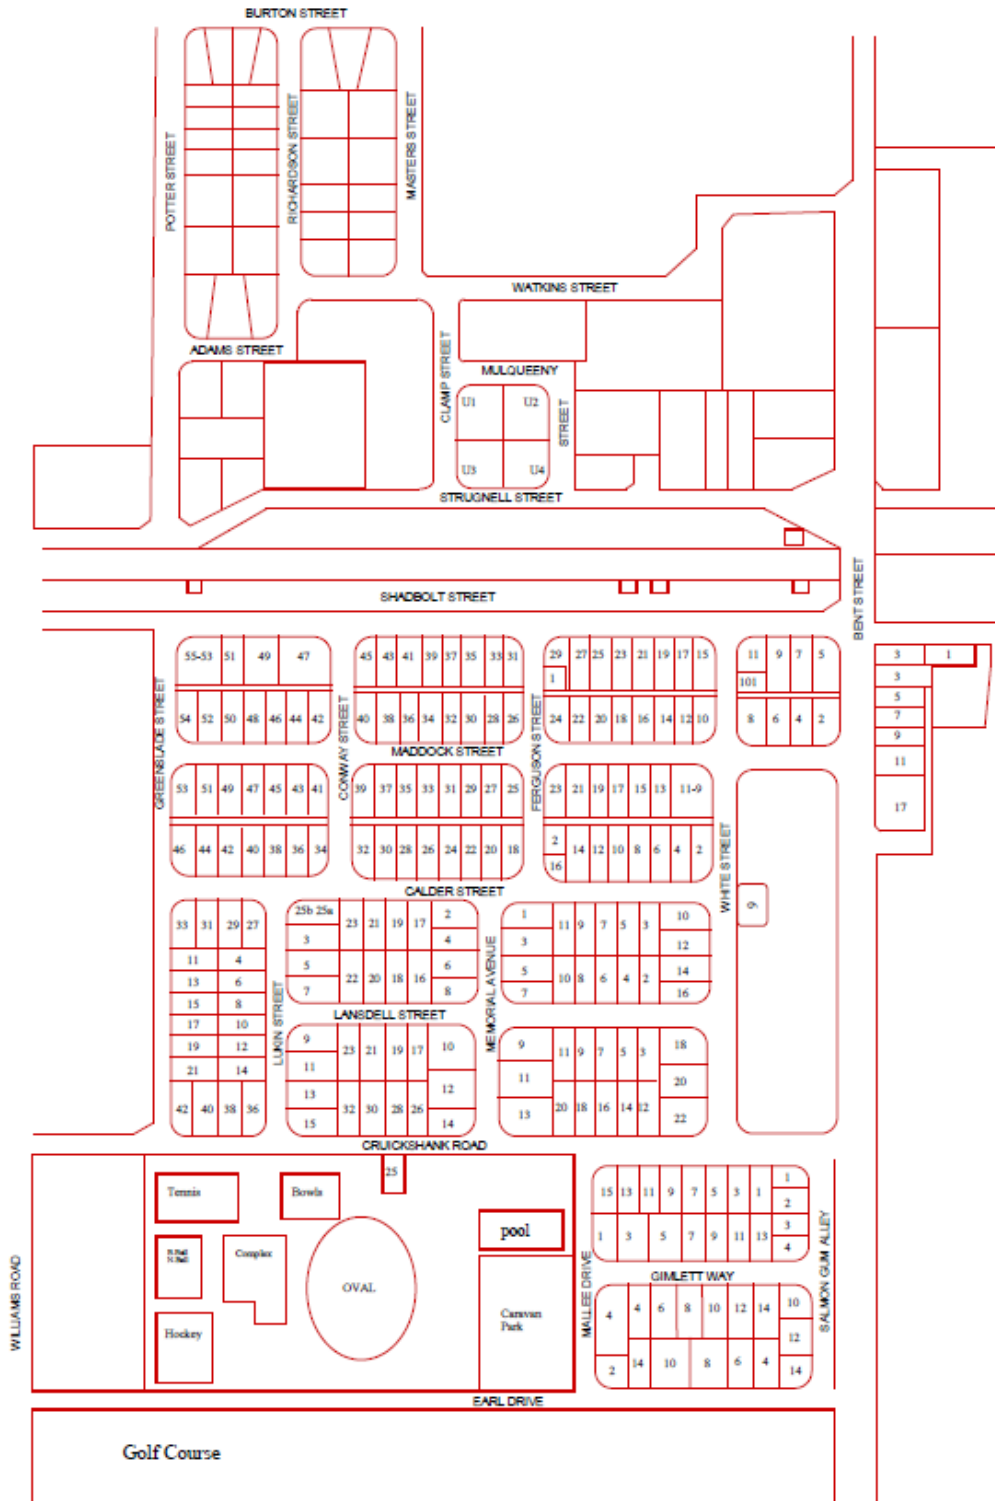 BURTON STREET
POTTER STREET
RICHARDSON STREET
MASTERS STREET
WATKINS STREET
ADAMS STREET
CLAMP STREET
MULQUEENY
STREET
U1 U2
U3 U4
STRUGNELL STREET
SHADBOLT STREET
BENT STREET
55-53 51 49 47
45 43 41 39 37 35 33 31
29 27 25 23 21 19 17 15
1
11 9 7 5
101
3 1
3
5
7
9
11
17
54 52 50 48 46 44 42
40 38 36 34 32 30 28 26
24 22 20 18 16 14 12 10
8 6 4 2
GREENSLADE STREET
CONWAY STREET
MADDOCK STREET
FERGUSON STREET
53 51 49 47 45 43 41
39 37 35 33 31 29 27 25
23 21 19 17 15 13 11-9
46 44 42 40 38 36 34
32 30 28 26 24 22 20 18
2 14 12 10 8 6 4 2
16
WHITE STREET
9
CALDER STREET
33 31 29 27
11 4
13 6
15 8
17 10
19 12
21 14
42 40 38 36
LUKIN STREET
25b 25a 23 21 19 17 2
3 4
5 22 20 18 16 6
7 8
MEMORIAL AVENUE
1 11 9 7 5 3 10
3 12
5 10 8 6 4 2 14
7 16
LANSDELL STREET
9 23 21 19 17 10
11
13 32 30 28 26 12
15 14
9 11 9 7 5 3 18
11 20
13 20 18 16 14 12 22
CRUICKSHANK ROAD
25
Tennis
Bowls
pool
B.Ball
N.Ball
Complex
OVAL
Hockey
Caravan
Park
WILLIAMS ROAD
MALLEE DRIVE
15 13 11 9 7 5 3 1 1
2
1 3 5 7 9 11 13 3
4
GIMLETT WAY
SALMON GUM ALLEY
4 4 6 8 10 12 14 10
12
2 14 10 8 6 4 14
EARL DRIVE
Golf Course